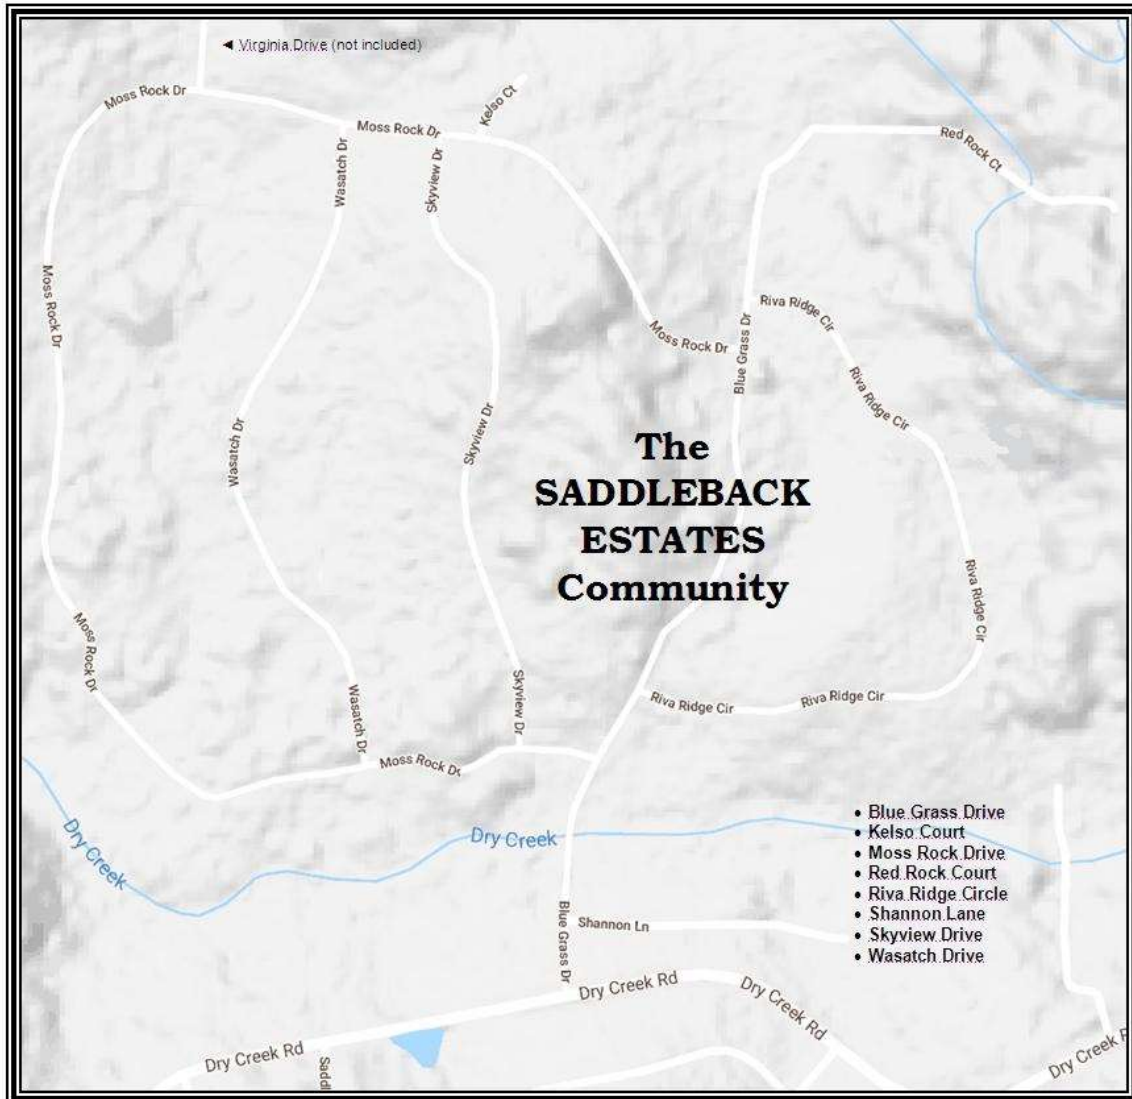 ◄ Virginia Drive (not included)
Moss Rock Dr
Kelso Ct
Moss Rock Dr
Red Rock Ct
Wasatch Dr
Skyview Dr
Moss Rock Dr
Riva Ridge Cir
Moss Rock Dr
Blue Grass Dr
Riva Ridge Cir
Wasatch Dr
Skyview Dr
The
SADDLEBACK
ESTATES
Community
Riva Ridge Cir
Moss Rock Dr
Wasatch Dr
Skyview Dr
Riva Ridge Cir
Riva Ridge Cir
Moss Rock Dr
Dry Creek
Dry Creek
• Blue Grass Drive
• Kelso Court
• Moss Rock Drive
• Red Rock Court
• Riva Ridge Circle
• Shannon Lane
• Skyview Drive
• Wasatch Drive
Blue Grass Dr
Shannon Ln
Dry Creek Rd
Dry Creek Rd
Dry Creek Rd
Saddl
Dry Creek R